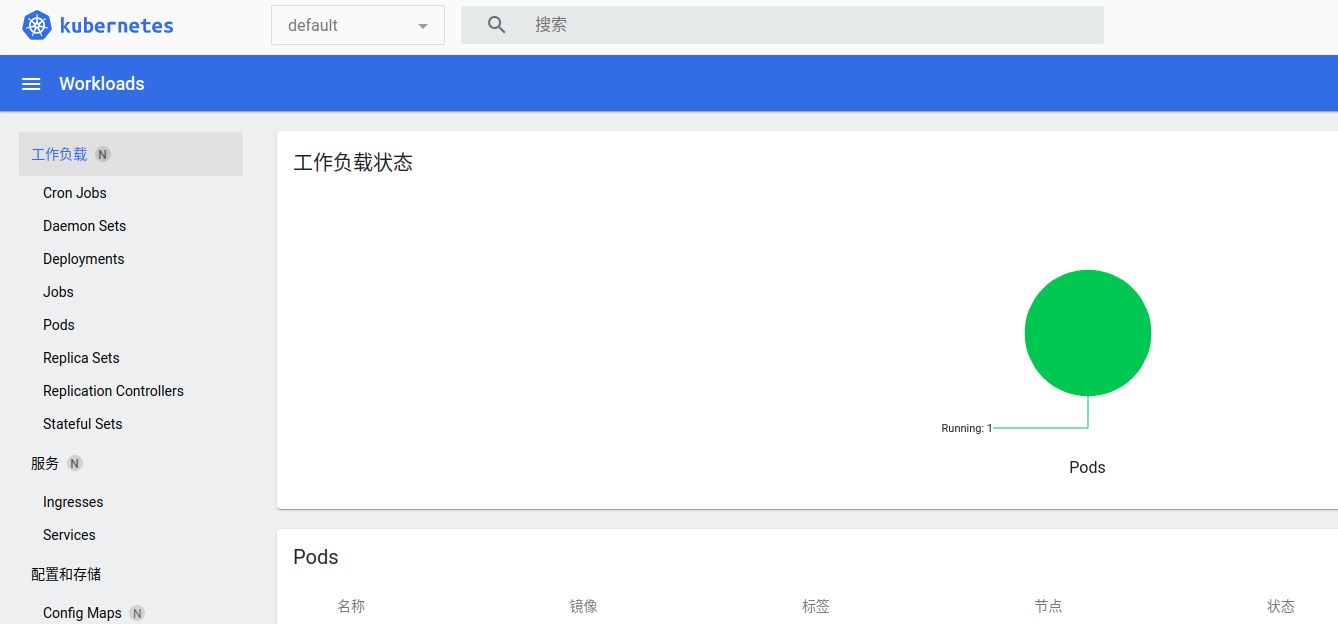 kubernetes
default
搜索
Workloads
工作负载 N
Cron Jobs
Daemon Sets
Deployments
Jobs
Pods
Replica Sets
Replication Controllers
Stateful Sets
服务 N
Ingresses
Services
配置和存储
Config Maps N
工作负载状态
Running: 1
Pods
Pods
名称 镜像 标签 节点 状态